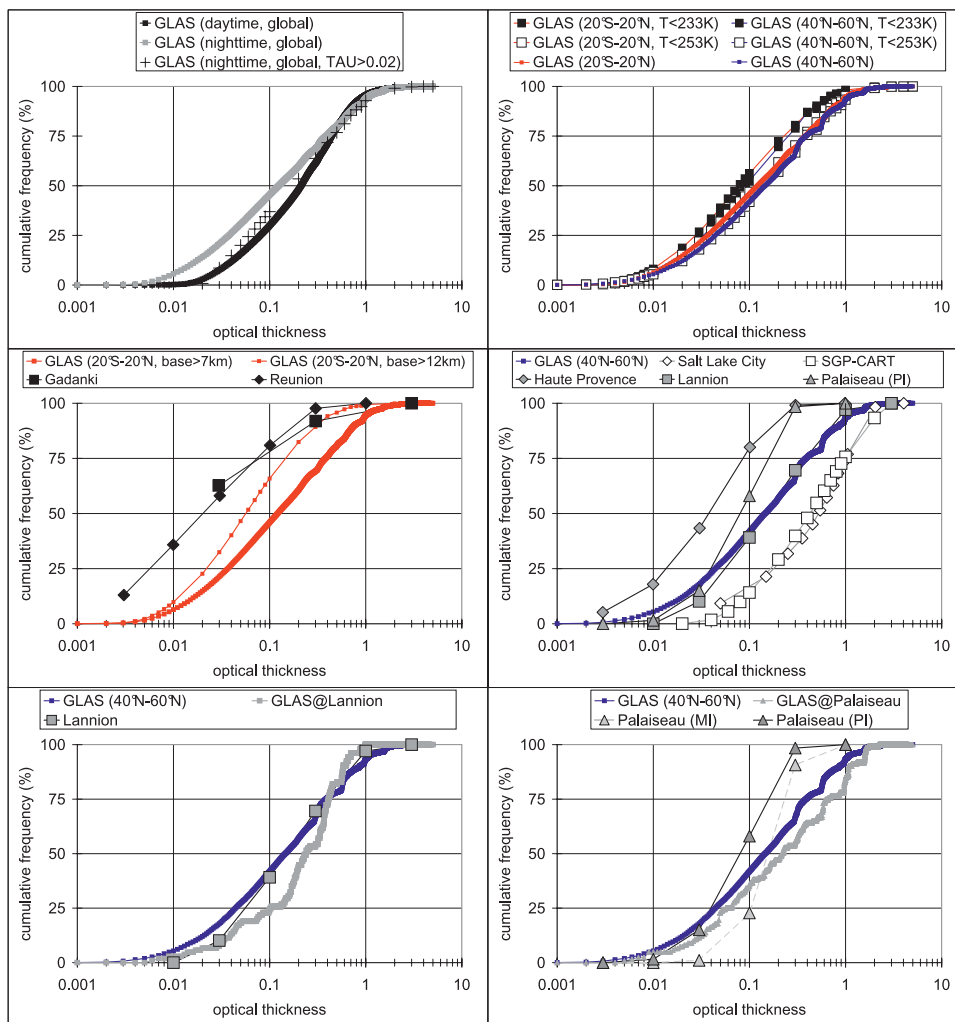 GLAS (daytime, global)
GLAS (nighttime, global)
GLAS (nighttime, global, TAU>0.02)
cumulative frequency (%)
100
75
50
25
0
0.001 0.01 0.1 1 10
optical thickness
GLAS (20°S-20°N, T<233K) GLAS (40°N-60°N, T<233K)
GLAS (20°S-20°N, T<253K) GLAS (40°N-60°N, T<253K)
GLAS (20°S-20°N) GLAS (40°N-60°N)
cumulative frequency (%)
100
75
50
25
0
0.001 0.01 0.1 1 10
optical thickness
GLAS (20°S-20°N, base>7km) GLAS (20°S-20°N, base>12km)
Gadanki Reunion
cumulative frequency (%)
100
75
50
25
0
0.001 0.01 0.1 1 10
optical thickness
GLAS (40°N-60°N) Salt Lake City SGP-CART
Haute Provence Lannion Palaiseau (PI)
cumulative frequency (%)
100
75
50
25
0
0.001 0.01 0.1 1 10
optical thickness
GLAS (40°N-60°N) GLAS@Lannion
Lannion
cumulative frequency (%)
100
75
50
25
0
0.001 0.01 0.1 1 10
optical thickness
GLAS (40°N-60°N) GLAS@Palaiseau
Palaiseau (MI) Palaiseau (PI)
cumulative frequency (%)
100
75
50
25
0
0.001 0.01 0.1 1 10
optical thickness